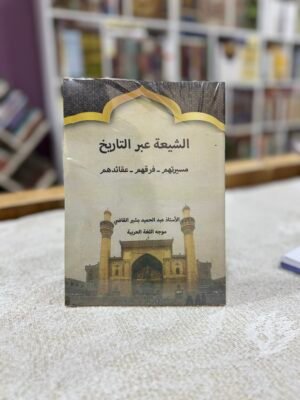 الشيعة عبر التاريخ
مسيرتهم - فرقهم - عقائدهم
الأستاذ عبد الحميد بشير القاضي
موجه اللغة العربية